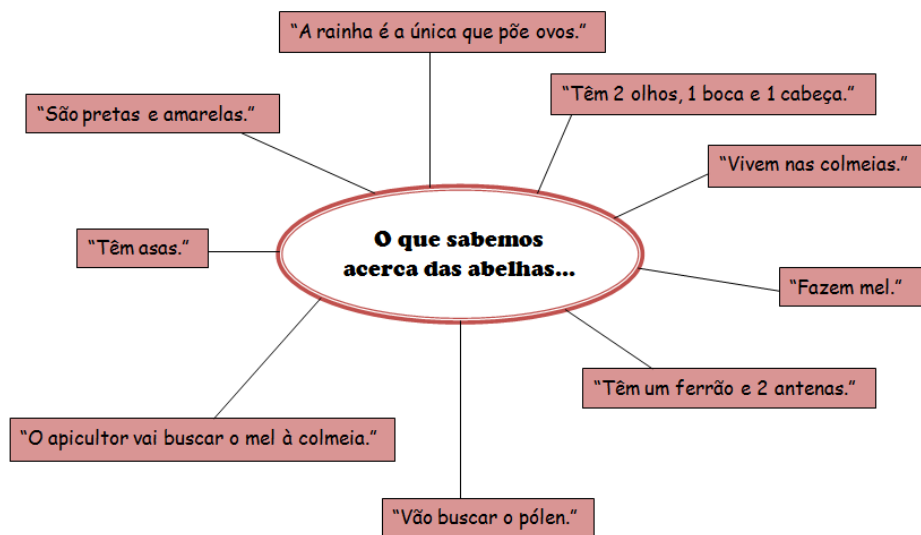 “A rainha é a única que põe ovos.”
“Têm 2 olhos, 1 boca e 1 cabeça.”
“São pretas e amarelas.”
“Vivem nas colmeias.”
O que sabemos
acerca das abelhas...
“Têm asas.”
“Fazem mel.”
“Têm um ferrão e 2 antenas.”
“O apicultor vai buscar o mel à colmeia.”
“Vão buscar o pólen.”